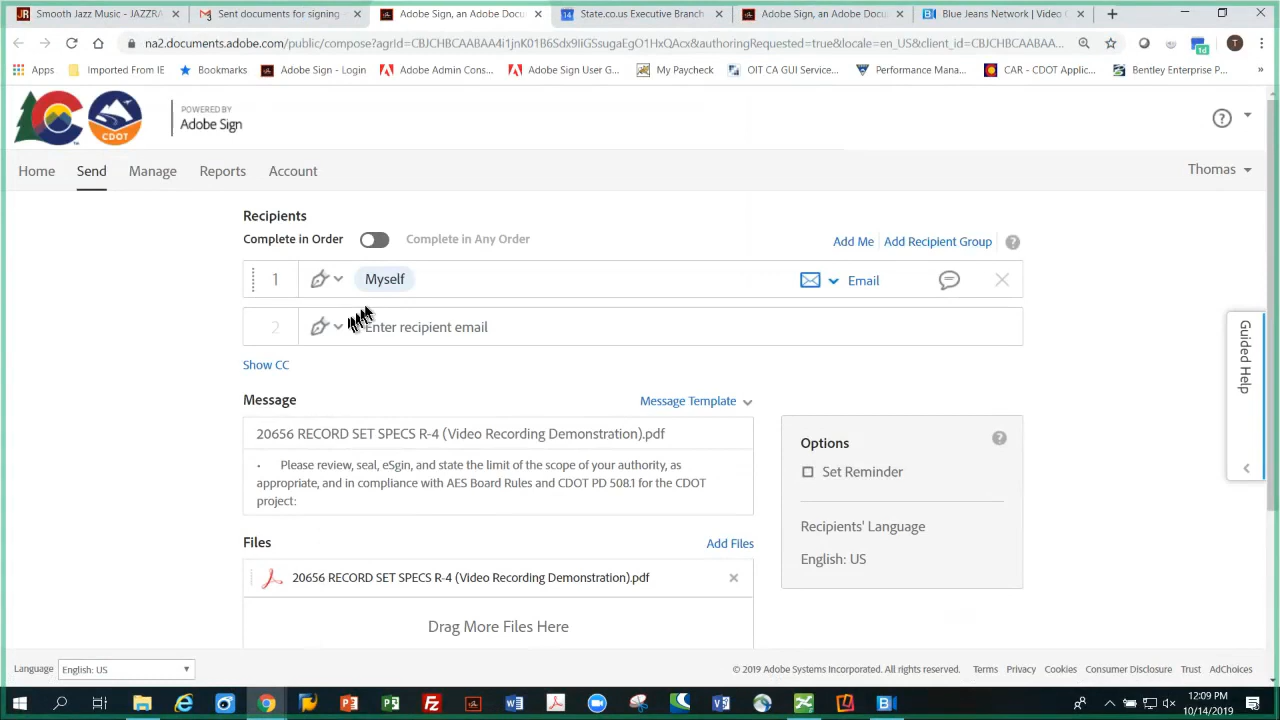 Smooth Jazz Music - JAZZRA
Sent documents for signing
Adobe Sign, an Adobe Docu
State.co.us Executive Branch
Adobe Sign, an Adobe Docu
Blue Jeans Network | Video C
na2.documents.adobe.com/public/compose?agrId=CBJCHBCAABAAMI1jnK01B6Sdx9IiGSsugaEgO1HxQAcx&authoringRequested=true&locale=en_US&client_id=CBJCHBCAABAA...
Apps
Imported From IE
Bookmarks
Adobe Sign - Login
Adobe Admin Cons...
Adobe Sign User G...
My Paycheck
OIT CA GUI Service...
Performance Mana...
CAR - CDOT Applic...
Bentley Enterprise P...
CDOT
POWERED BY
Adobe Sign
Home
Send
Manage
Reports
Account
Thomas
Recipients
Complete in Order
Complete in Any Order
Add Me
Add Recipient Group
1
Myself
Email
2
Enter recipient email
Show CC
Message
Message Template
20656 RECORD SET SPECS R-4 (Video Recording Demonstration).pdf
• Please review, seal, eSgin, and state the limit of the scope of your authority, as
appropriate, and in compliance with AES Board Rules and CDOT PD 508.1 for the CDOT
project:
Options
Set Reminder
Recipients' Language
English: US
Guided Help
Files
Add Files
20656 RECORD SET SPECS R-4 (Video Recording Demonstration).pdf
Drag More Files Here
Language
English: US
© 2019 Adobe Systems Incorporated. All rights reserved.
Terms
Privacy
Cookies
Consumer Disclosure
Trust
AdChoices
12:09 PM
10/14/2019